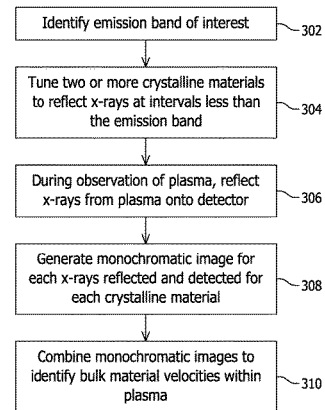 Identify emission band of interest
302
Tune two or more crystalline materials
to reflect x-rays at intervals less than
the emission band
304
During observation of plasma, reflect
x-rays from plasma onto detector
306
Generate monochromatic image for
each x-rays reflected and detected for
each crystalline material
308
Combine monochromatic images to
identify bulk material velocities within
plasma
310